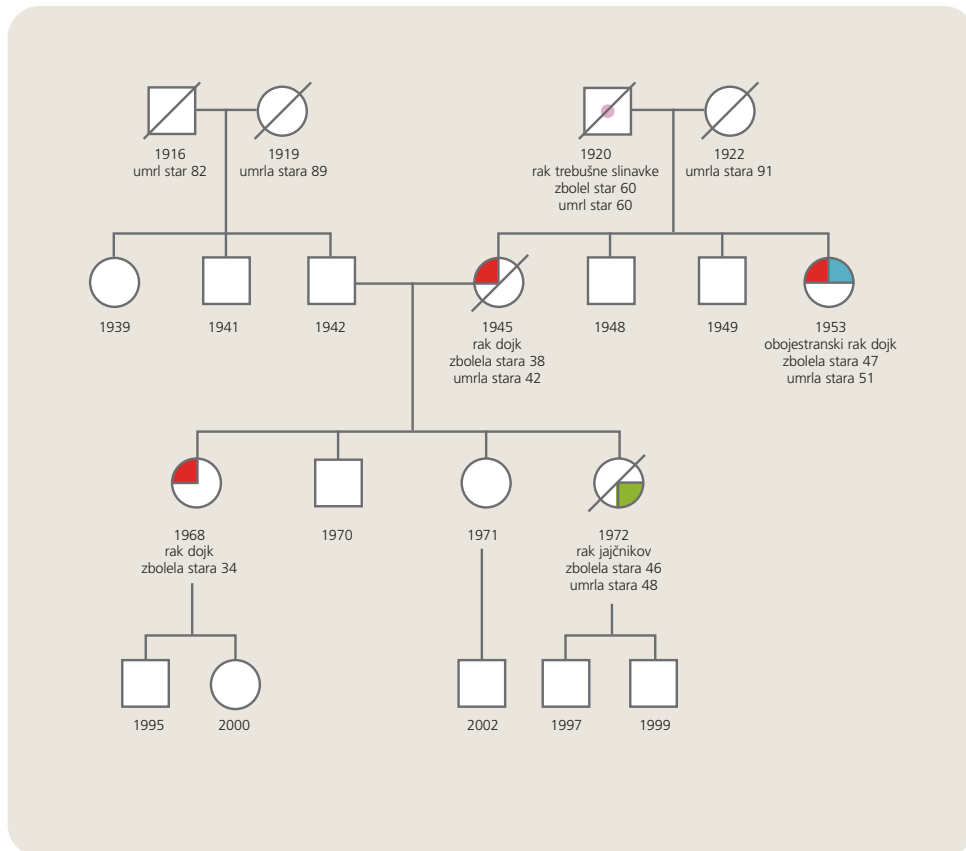 1916
umrl star 82
1919
umrla stara 89
1920
rak trebušne slinavke
zbolel star 60
umrl star 60
1922
umrla stara 91
1939
1941
1942
1945
rak dojk
zbolela stara 38
umrla stara 42
1948
1949
1953
obojestranski rak dojk
zbolela stara 47
umrla stara 51
1968
rak dojk
zbolela stara 34
1970
1971
1972
rak jajčnikov
zbolela stara 46
umrla stara 48
1995
2000
2002
1997
1999